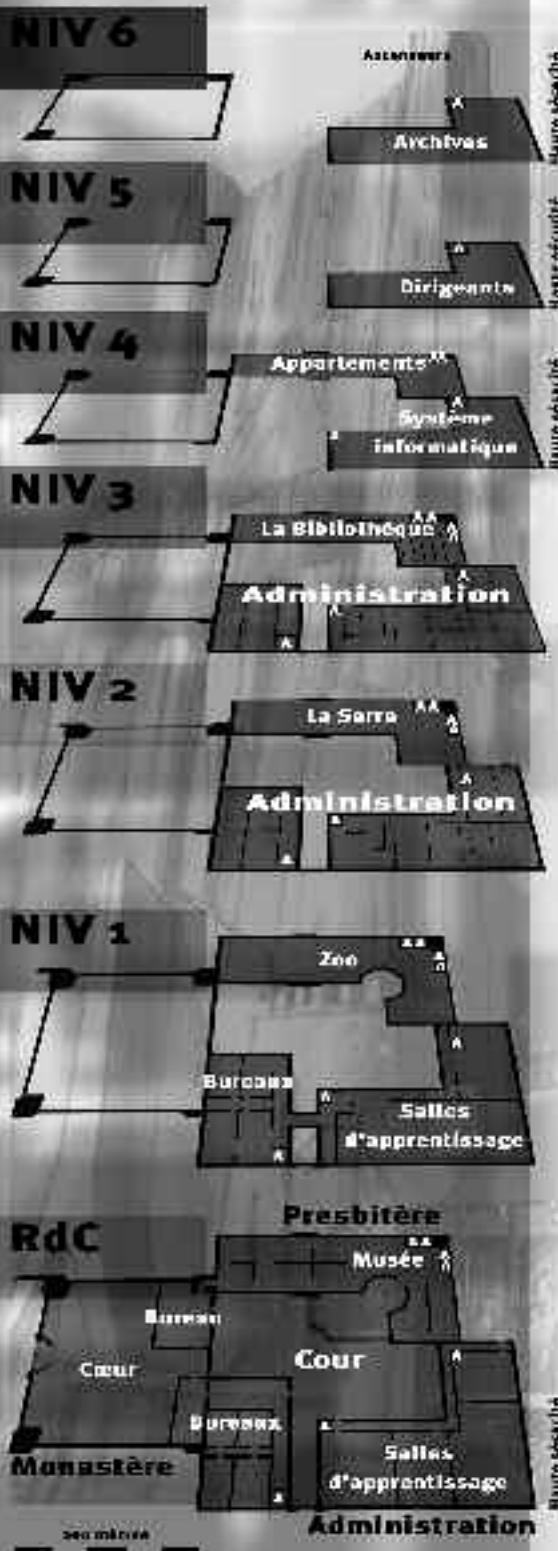 NIV 6
Ascenseurs
Archives
NIV 5
Dirigeants
NIV 4
Appartements
Système
informatique
NIV 3
La Bibliothèque
Administration
NIV 2
La Serre
Administration
NIV 1
Zoo
Bureaux
Salles
d'apprentissage
Presbitère
RdC
Musée
Bureau
Cour
Cœur
Bureaux
Salles
d'apprentissage
Monastère
Administration